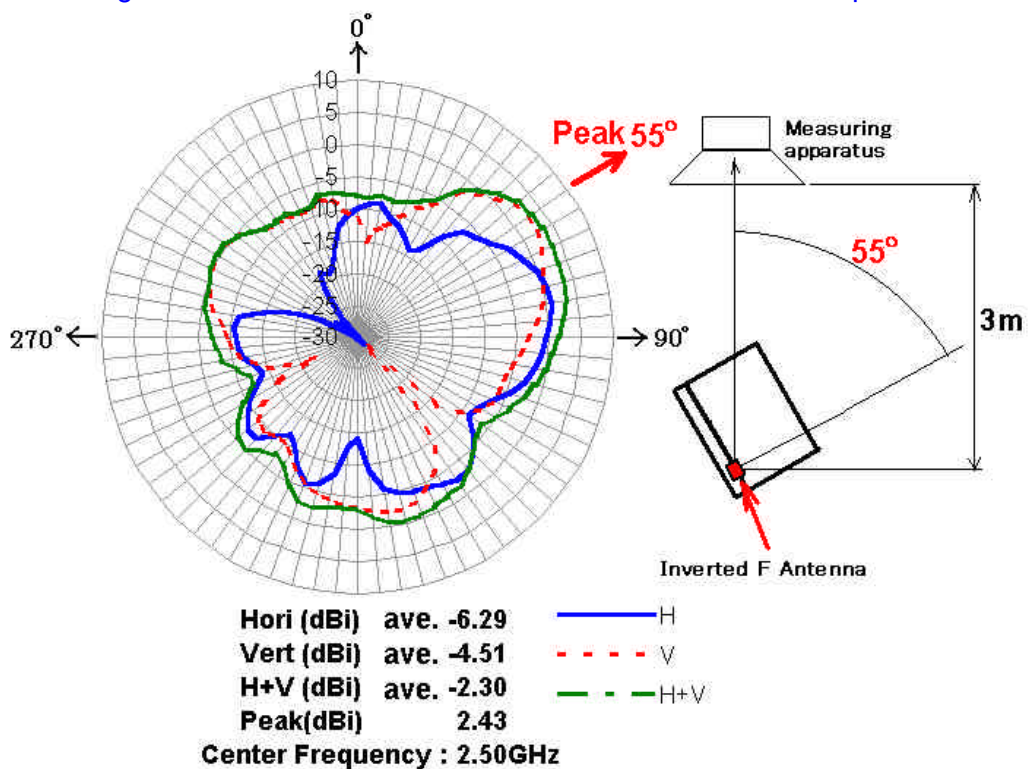 0°
10
5
0
-5
-10
-15
-20
-25
-30
Peak 55°
270°
90°
Measuring
apparatus
55°
3m
Inverted F Antenna
Hori (dBi) ave. -6.29
H
Vert (dBi) ave. -4.51
V
H+V (dBi) ave. -2.30
H+V
Peak(dBi) 2.43
Center Frequency : 2.50GHz